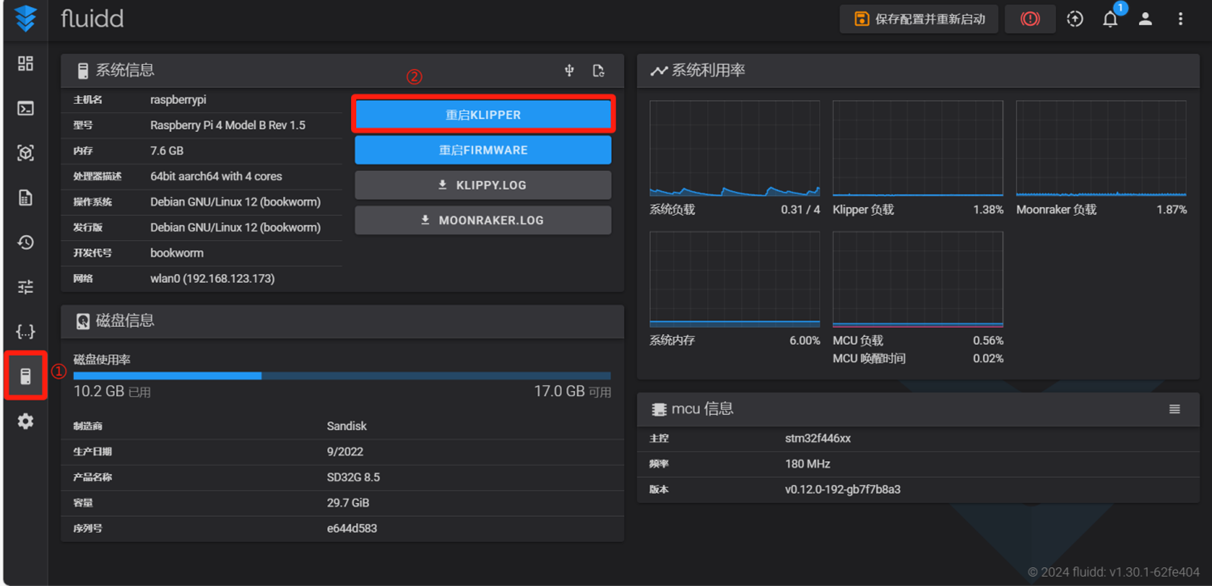 fluidd
保存配置并重新启动
1
系统信息
②
主机名 raspberrypi
型号 Raspberry Pi 4 Model B Rev 1.5
内存 7.6 GB
处理器描述 64bit aarch64 with 4 cores
操作系统 Debian GNU/Linux 12 (bookworm)
发行版 Debian GNU/Linux 12 (bookworm)
开发代号 bookworm
网络 wlan0 (192.168.123.173)
重启KLIPPER
重启FIRMWARE
KLIPPY.LOG
MOONRAKER.LOG
磁盘信息
①
磁盘使用率
10.2 GB 已用 17.0 GB 可用
制造商 Sandisk
生产日期 9/2022
产品名称 SD32G 8.5
容量 29.7 GiB
序列号 e644d583
系统利用率
系统负载 0.31 / 4
Klipper 负载 1.38%
Moonraker 负载 1.87%
系统内存 6.00%
MCU 负载 0.56%
MCU 唤醒时间 0.02%
mcu 信息
主控 stm32f446xx
频率 180 MHz
版本 v0.12.0-192-gb7f7b8a3
© 2024 fluidd: v1.30.1-62fe404